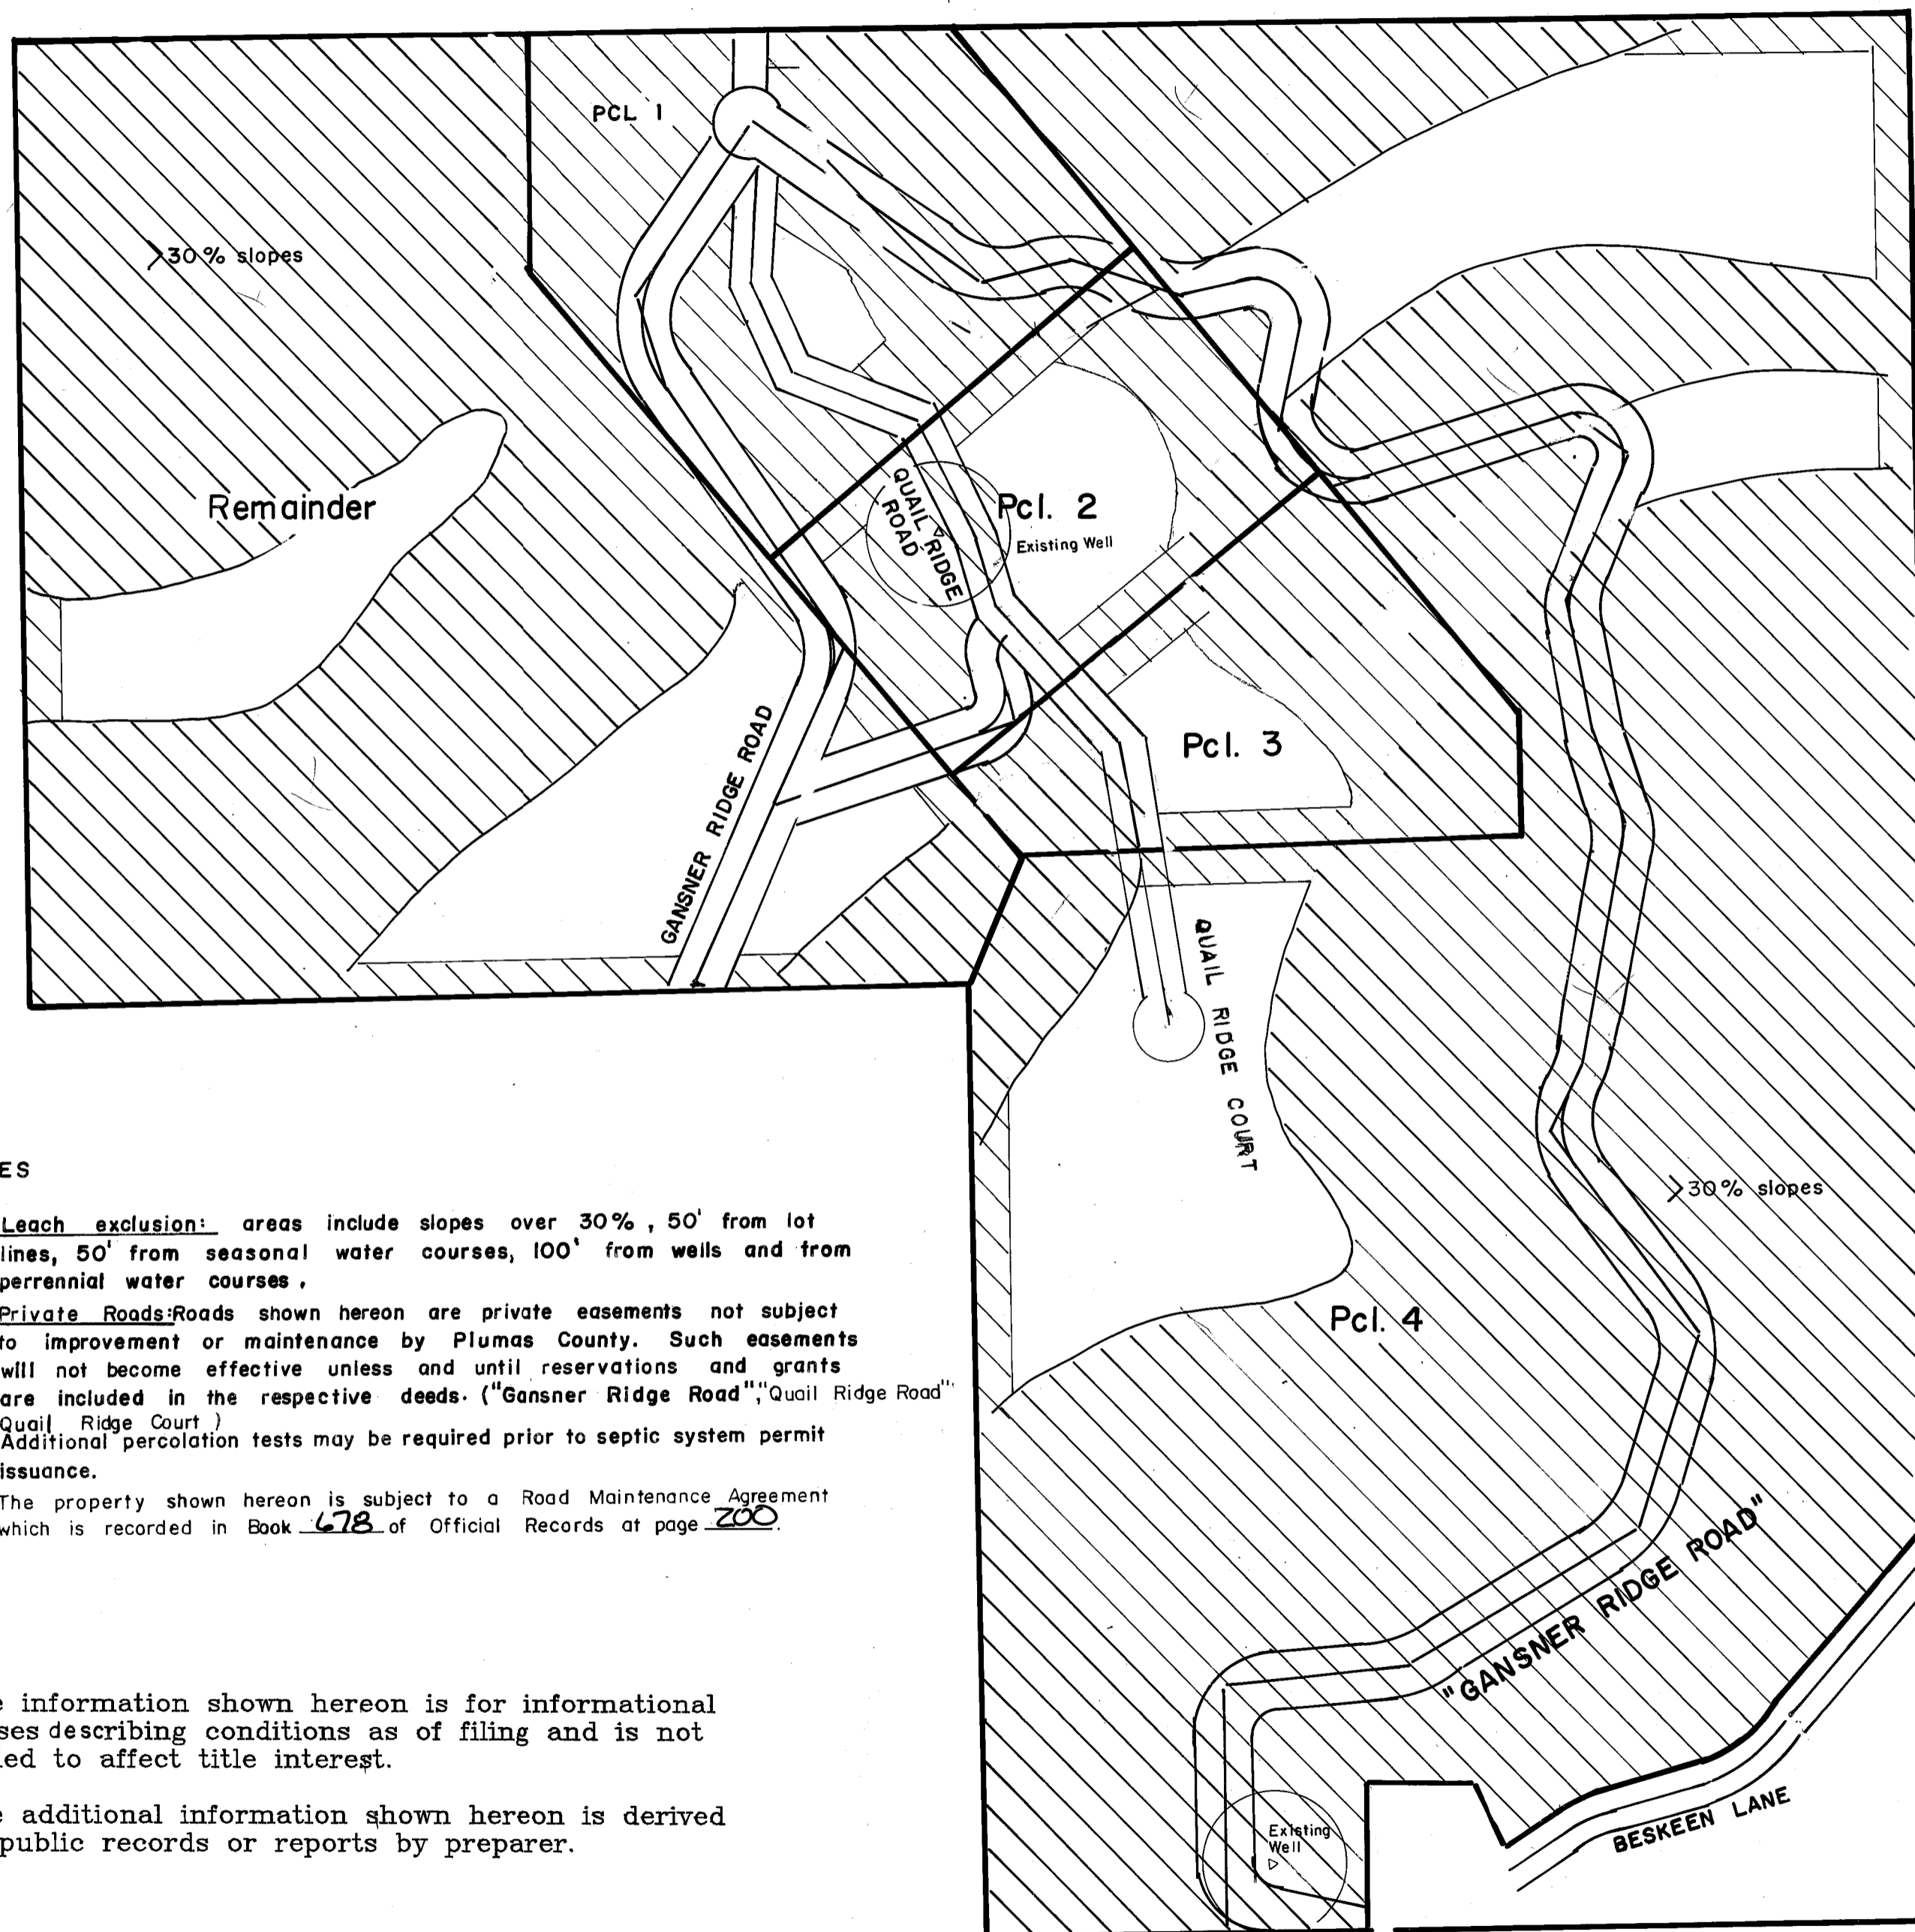 PCL 1
>30% slopes
Remainder
QUAIL RIDGE
ROAD
Pcl. 2
Existing Well
Pcl. 3
GANSNER RIDGE ROAD
QUAIL RIDGE COURT
>30% slopes
Pcl. 4
ES
Leach exclusion: areas include slopes over 30%, 50' from lot
lines, 50' from seasonal water courses, 100' from wells and from
perrennial water courses.
Private Roads: Roads shown hereon are private easements not subject
to improvement or maintenance by Plumas County. Such easements
will not become effective unless and until reservations and grants
are included in the respective deeds. ("Gansner Ridge Road", "Quail Ridge Road"
Quail Ridge Court )
Additional percolation tests may be required prior to septic system permit
issuance.
The property shown hereon is subject to a Road Maintenance Agreement
which is recorded in Book 678 of Official Records at page 200.
"GANSNER RIDGE ROAD"
e information shown hereon is for informational
ses describing conditions as of filing and is not
ed to affect title interest.
e additional information shown hereon is derived
public records or reports by preparer.
BESKEEN LANE
Existing
Well